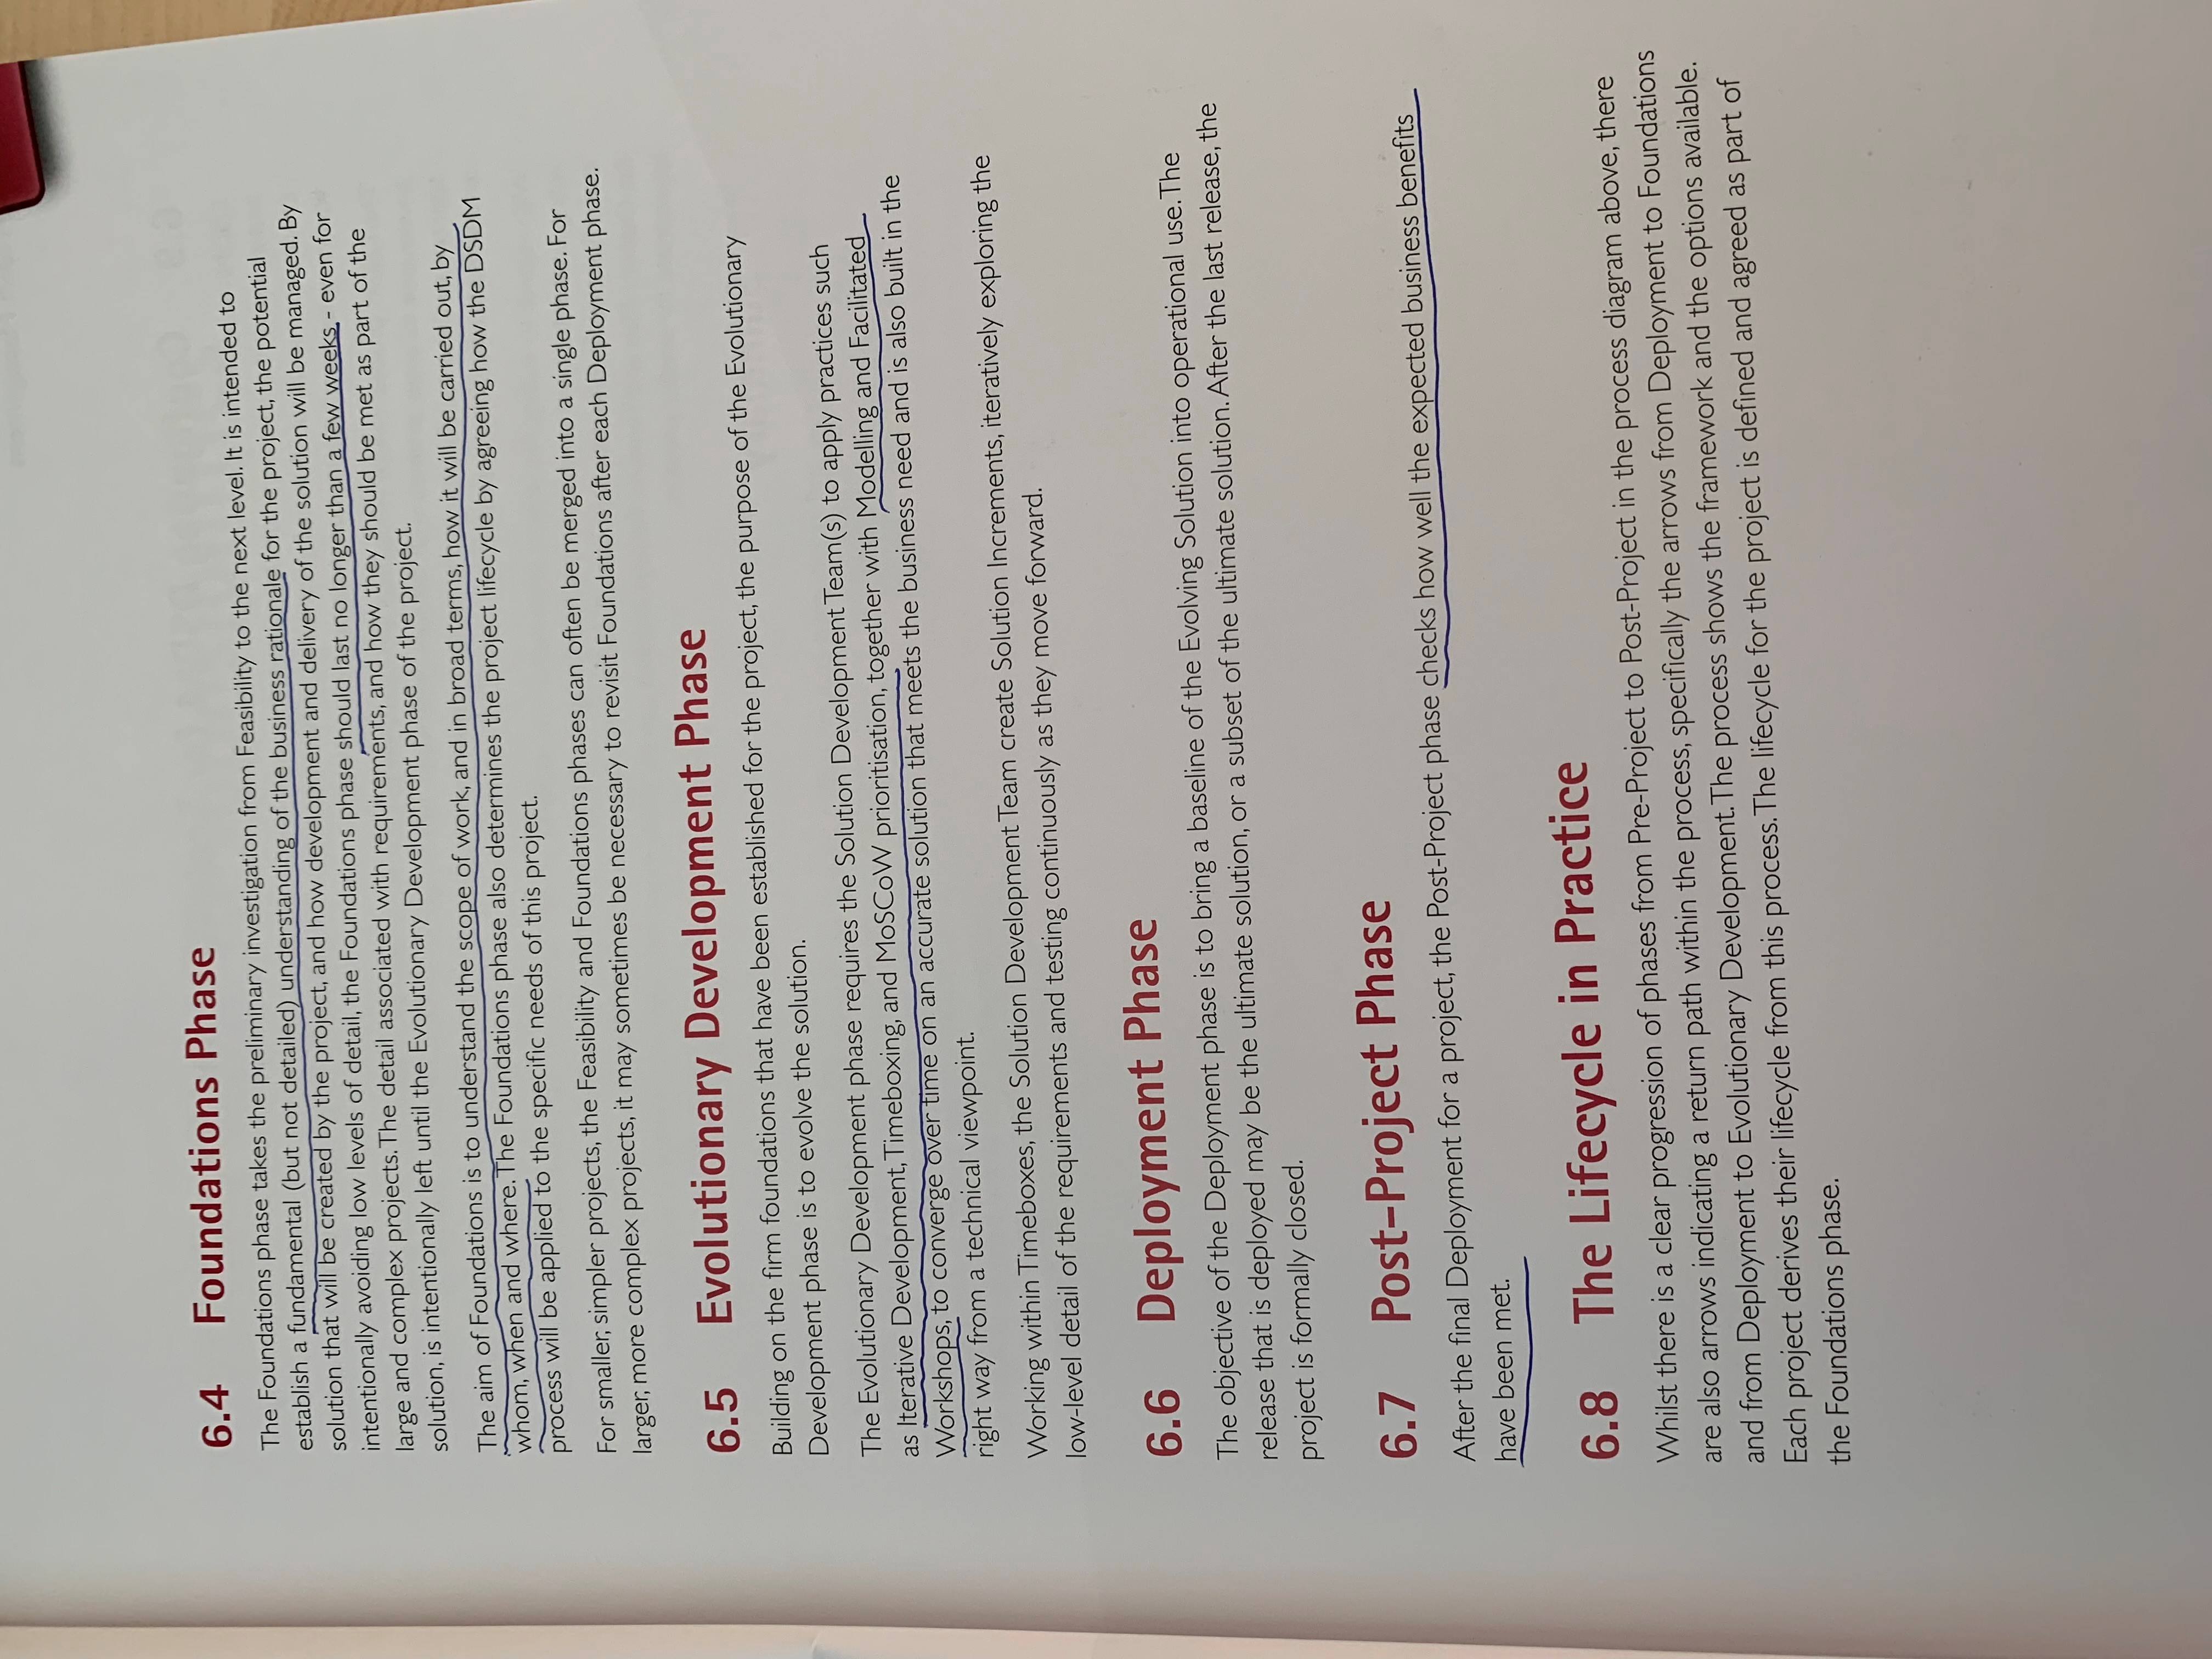 6.4 Foundations Phase
The Foundations phase takes the preliminary investigation from Feasibility to the next level. It is intended to
establish a fundamental (but not detailed) understanding of the business rationale for the project, the potential
solution that will be created by the project, and how development and delivery of the solution will be managed. By
intentionally avoiding low levels of detail, the Foundations phase should last no longer than a few weeks - even for
large and complex projects. The detail associated with requirements, and how they should be met as part of the
solution, is intentionally left until the Evolutionary Development phase of the project.
The aim of Foundations is to understand the scope of work, and in broad terms, how it will be carried out, by
whom, when and where. The Foundations phase also determines the project lifecycle by agreeing how the DSDM
process will be applied to the specific needs of this project.
For smaller, simpler projects, the Feasibility and Foundations phases can often be merged into a single phase. For
larger, more complex projects, it may sometimes be necessary to revisit Foundations after each Deployment phase.
6.5 Evolutionary Development Phase
Building on the firm foundations that have been established for the project, the purpose of the Evolutionary
Development phase is to evolve the solution.
The Evolutionary Development phase requires the Solution Development Team(s) to apply practices such
as Iterative Development, Timeboxing, and MoSCoW prioritisation, together with Modelling and Facilitated
Workshops, to converge over time on an accurate solution that meets the business need and is also built in the
right way from a technical viewpoint.
Working within Timeboxes, the Solution Development Team create Solution Increments, iteratively exploring the
low-level detail of the requirements and testing continuously as they move forward.
6.6 Deployment Phase
The objective of the Deployment phase is to bring a baseline of the Evolving Solution into operational use. The
release that is deployed may be the ultimate solution, or a subset of the ultimate solution. After the last release, the
project is formally closed.
6.7 Post-Project Phase
After the final Deployment for a project, the Post-Project phase checks how well the expected business benefits
have been met.
6.8 The Lifecycle in Practice
Whilst there is a clear progression of phases from Pre-Project to Post-Project in the process diagram above, there
are also arrows indicating a return path within the process, specifically the arrows from Deployment to Foundations
and from Deployment to Evolutionary Development. The process shows the framework and the options available.
Each project derives their lifecycle from this process. The lifecycle for the project is defined and agreed as part of
the Foundations phase.